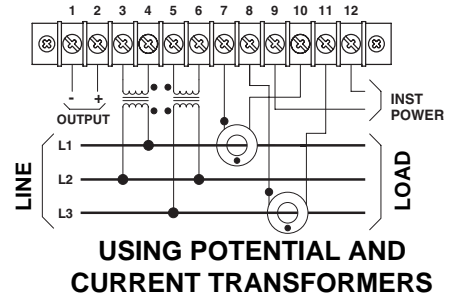 1 2 3 4 5 6 7 8 9 10 11 12
- +
OUTPUT
INST
POWER
L1
L2
L3
LINE
LOAD
USING POTENTIAL AND
CURRENT TRANSFORMERS